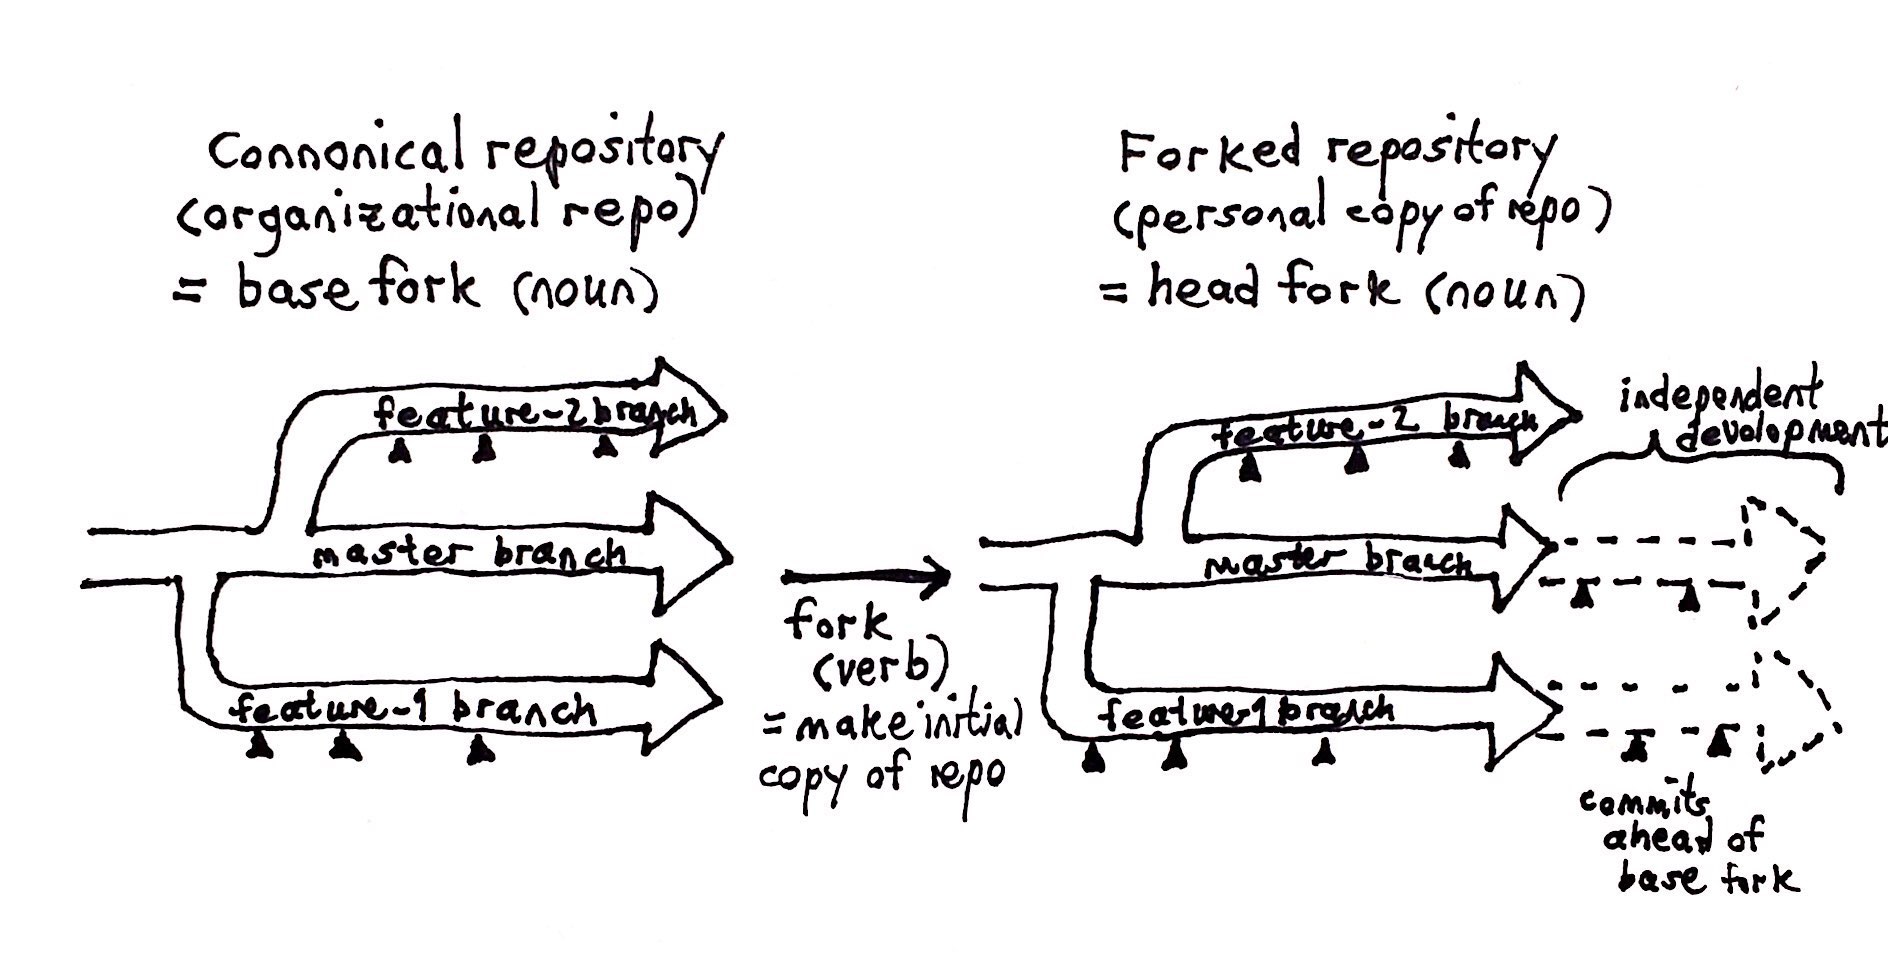 Connonical repository
(organizational repo)
= base fork (noun)
feature-2 branch
master branch
feature-1 branch
fork
(verb)
= make initial
copy of repo
Forked repository
(personal copy of repo)
= head fork (noun)
feature-2 branch
master branch
feature-1 branch
independent
development
commits
ahead of
base fork